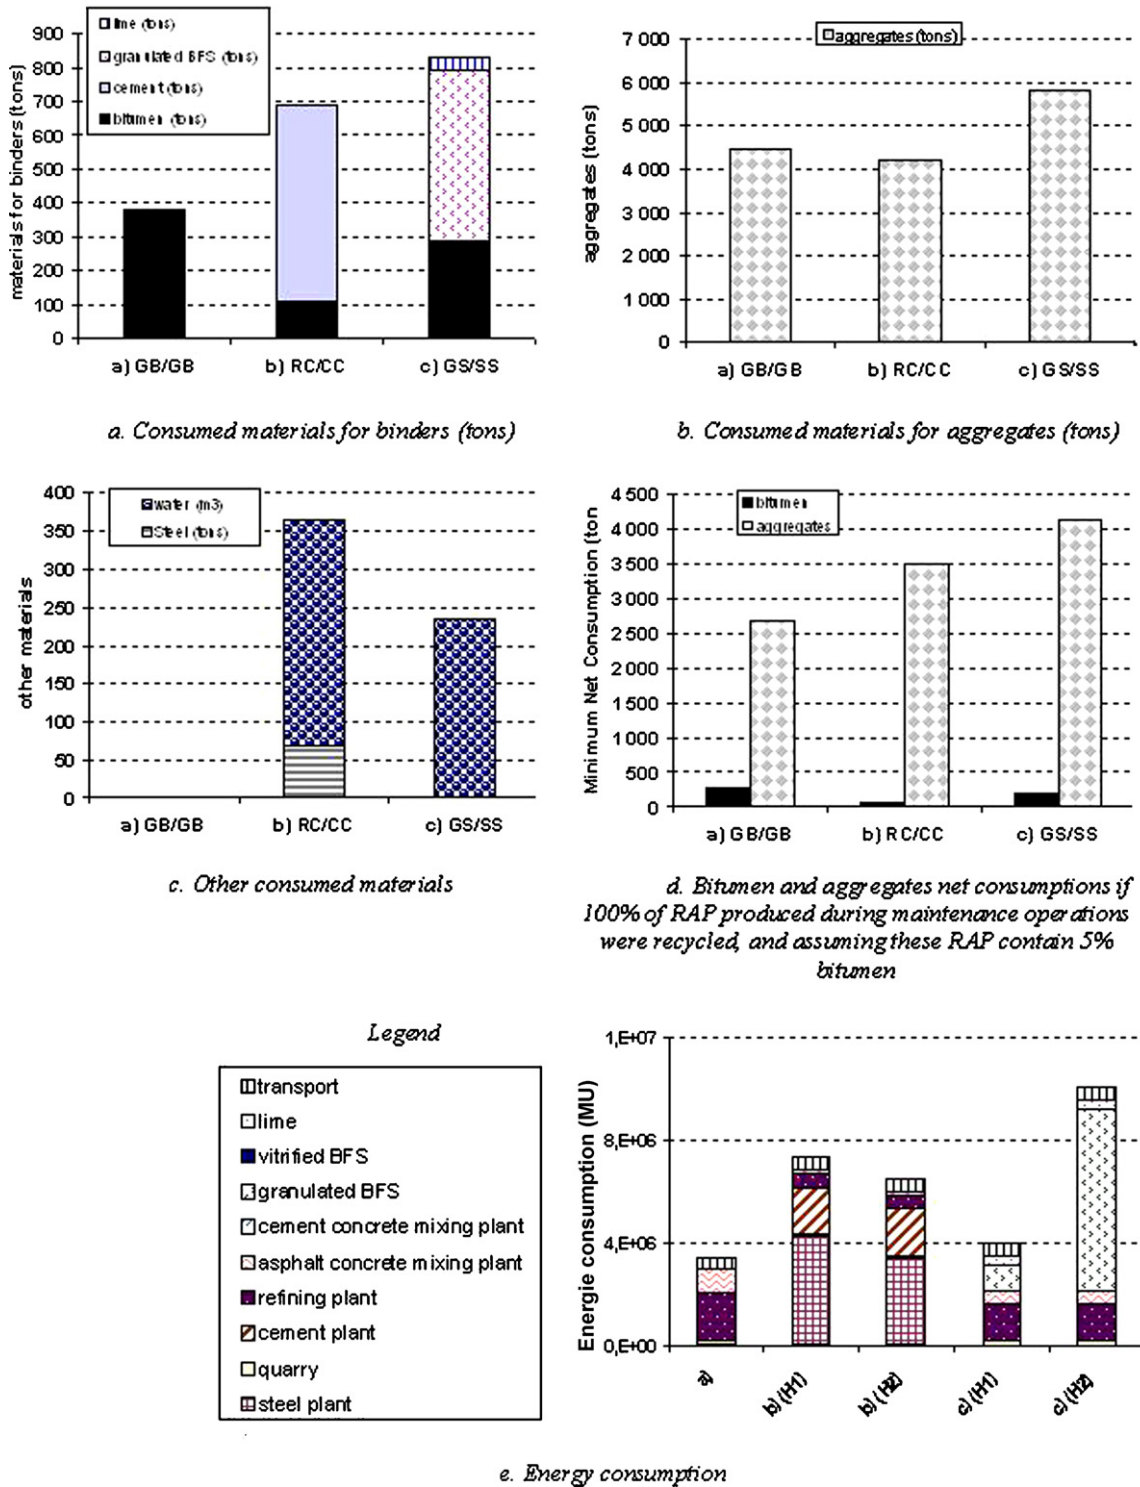 lime (tons)
granulated BFS (tons)
cement (tons)
bitumen (tons)
materials for binders (tons)
900
800
700
600
500
400
300
200
100
0
a) GB/GB
b) RC/CC
c) GS/SS
a. Consumed materials for binders (tons)
aggregates (tons)
aggregates (tons)
7 000
6 000
5 000
4 000
3 000
2 000
1 000
0
a) GB/GB
b) RC/CC
c) GS/SS
b. Consumed materials for aggregates (tons)
water (m3)
Steel (tons)
other materials
400
350
300
250
200
150
100
50
0
a) GB/GB
b) RC/CC
c) GS/SS
c. Other consumed materials
bitumen
aggregates
Minimum Net Consumption (ton
4 500
4 000
3 500
3 000
2 500
2 000
1 500
1 000
500
0
a) GB/GB
b) RC/CC
c) GS/SS
d. Bitumen and aggregates net consumptions if
100% of RAP produced during maintenance operations
were recycled, and assuming these RAP contain 5%
bitumen
Legend
transport
lime
vitrified BFS
granulated BFS
cement concrete mixing plant
asphalt concrete mixing plant
refining plant
cement plant
quarry
steel plant
Energie consumption (MU)
1,E+07
8,E+06
4,E+06
0,E+00
a)
b) (H1)
b) (H2)
c) (H1)
c) (H2)
e. Energy consumption